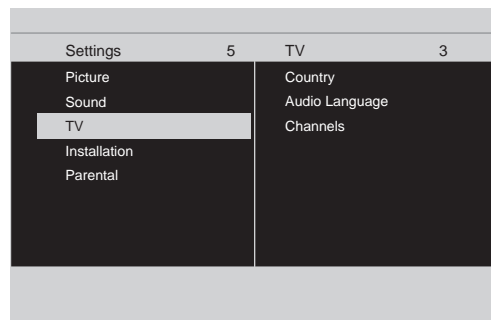 Settings 5 TV 3
Picture Country
Sound Audio Language
TV Channels
Installation
Parental